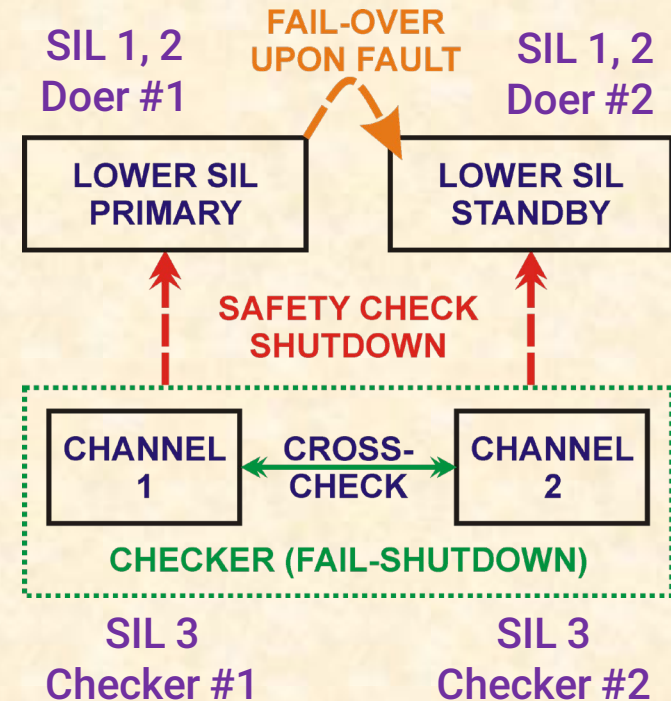 SIL 1, 2
Doer #1
FAIL-OVER
UPON FAULT
SIL 1, 2
Doer #2
LOWER SIL
PRIMARY
LOWER SIL
STANDBY
SAFETY CHECK
SHUTDOWN
CHANNEL
1
CROSS-
CHECK
CHANNEL
2
CHECKER (FAIL-SHUTDOWN)
SIL 3
Checker #1
SIL 3
Checker #2